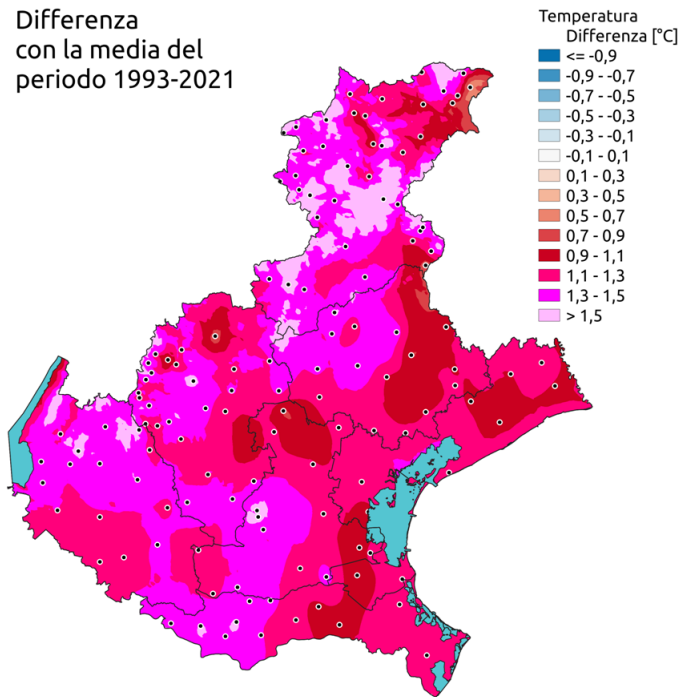 Differenza
con la media del
periodo 1993-2021
Temperatura
Differenza [°C]
<= -0,9
-0,9 - -0,7
-0,7 - -0,5
-0,5 - -0,3
-0,3 - -0,1
-0,1 - 0,1
0,1 - 0,3
0,3 - 0,5
0,5 - 0,7
0,7 - 0,9
0,9 - 1,1
1,1 - 1,3
1,3 - 1,5
> 1,5